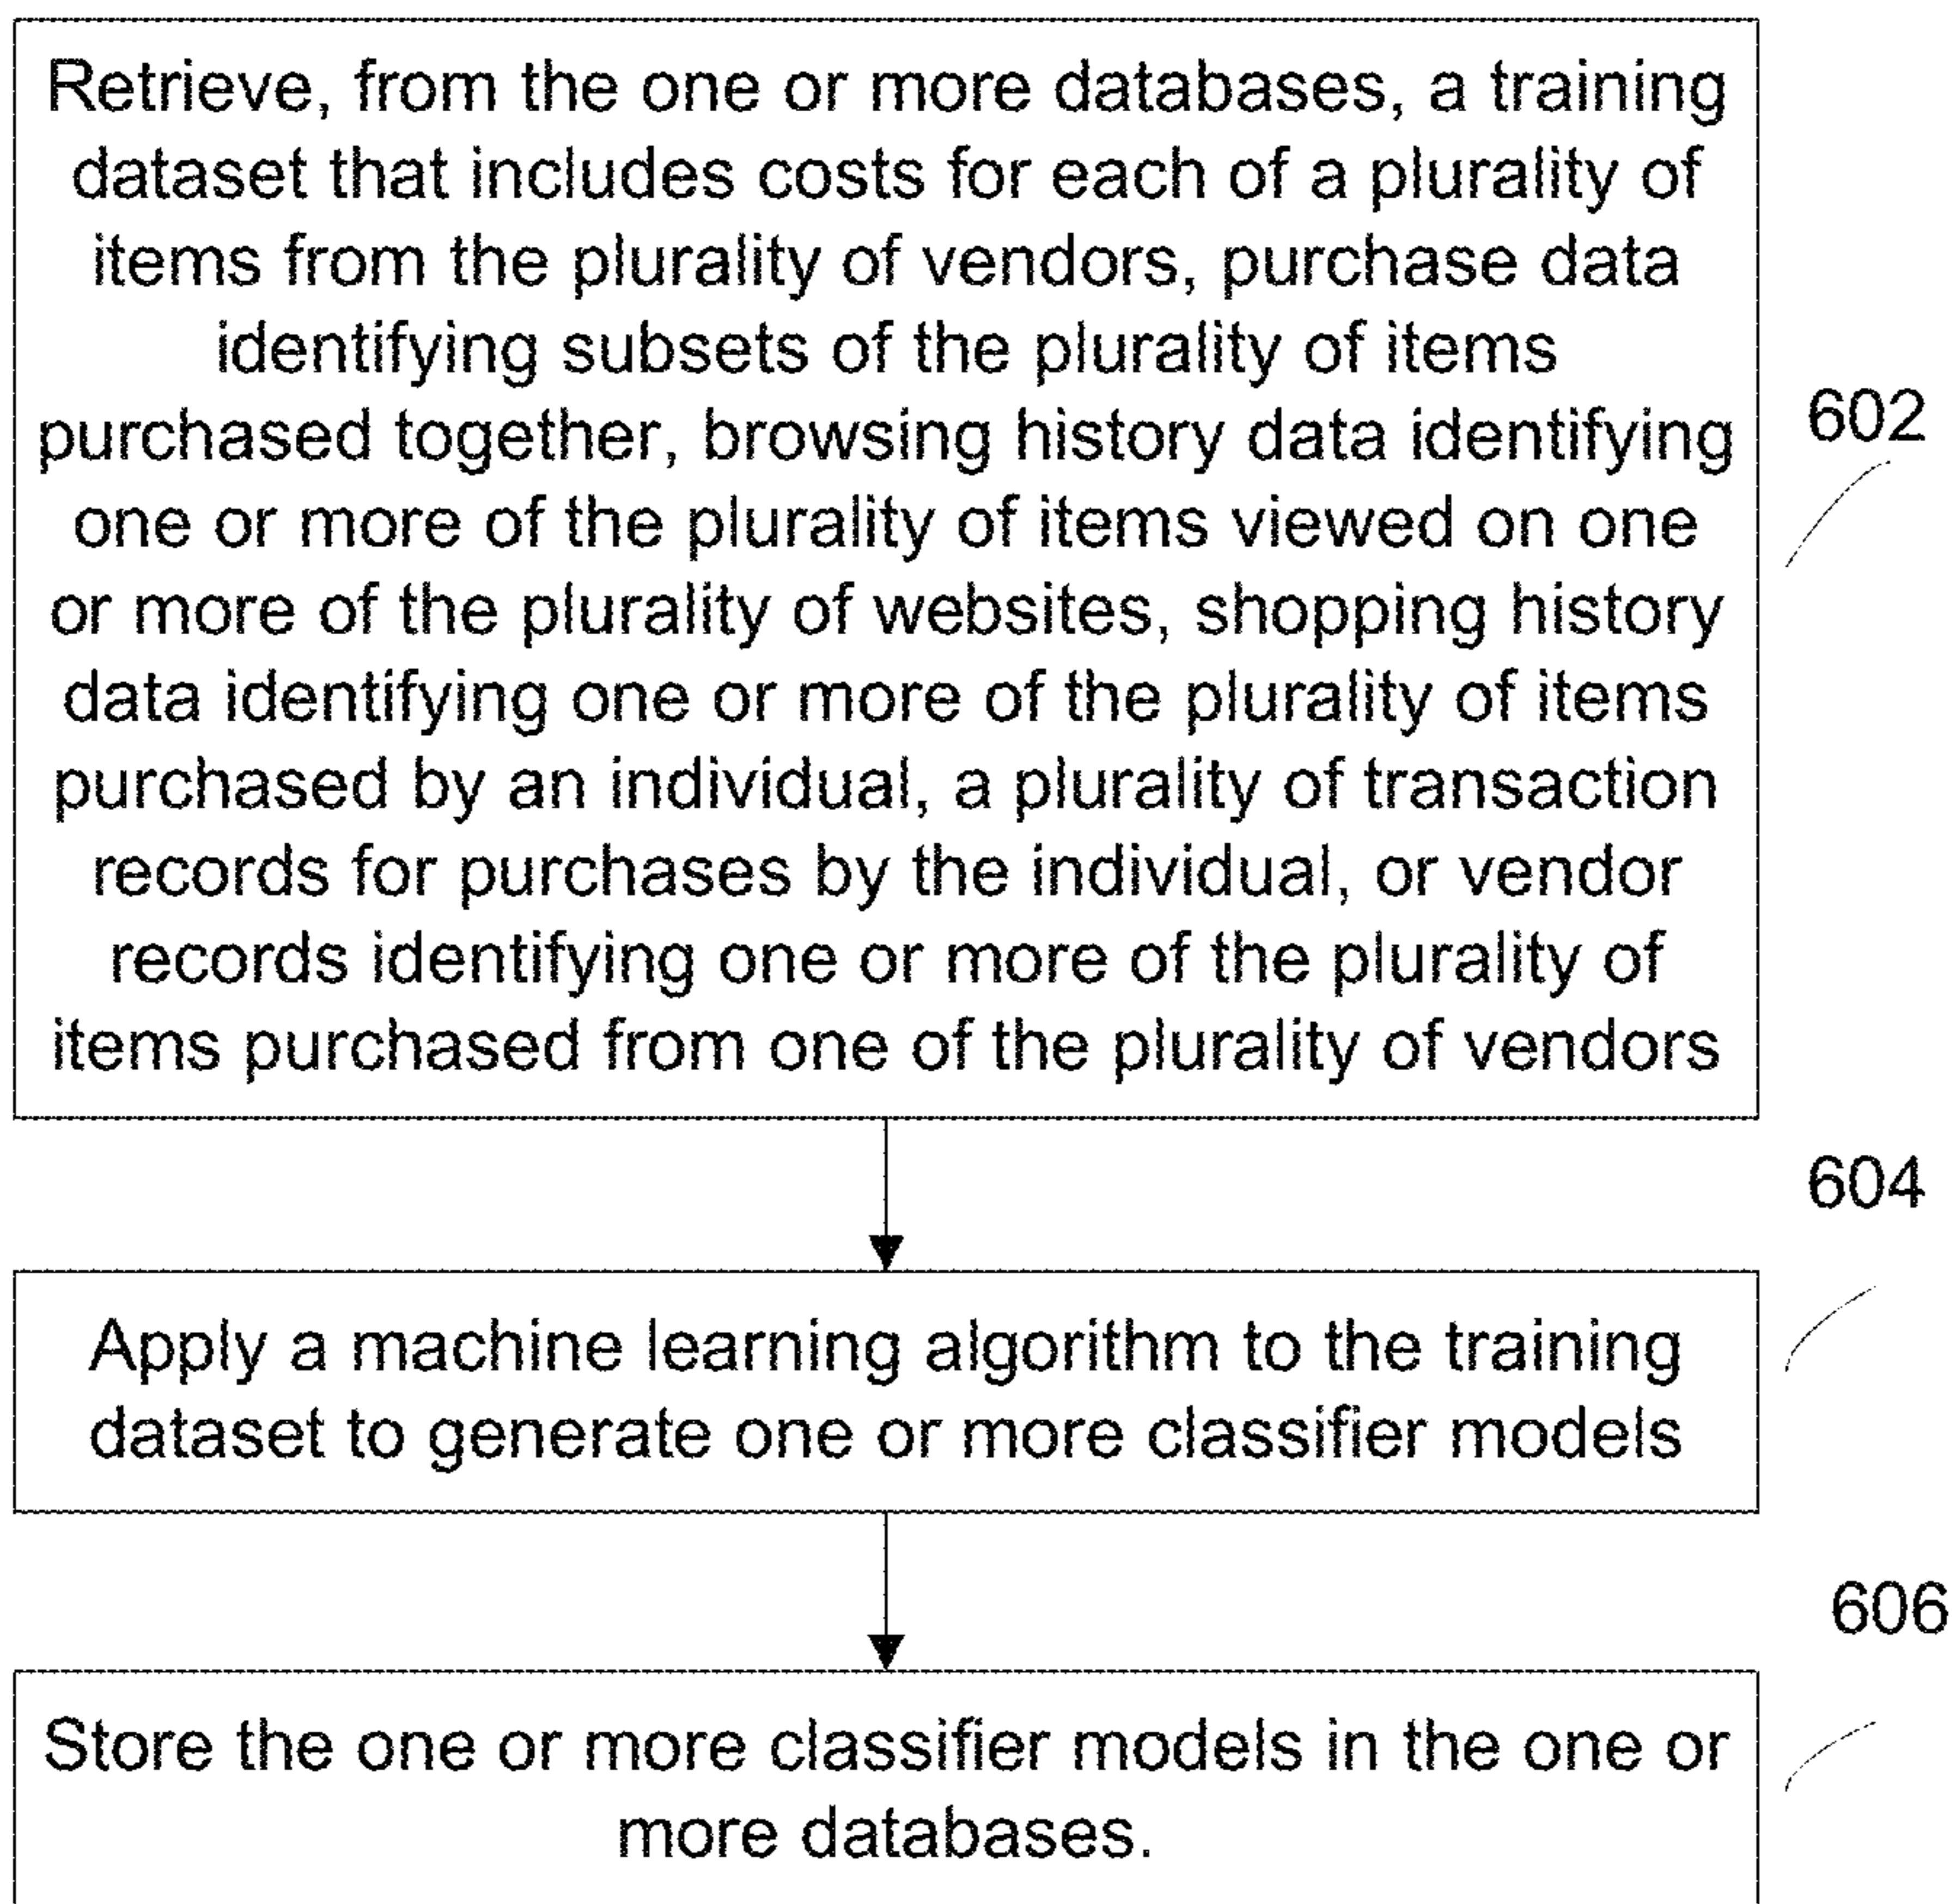 Retrieve, from the one or more databases, a training
dataset that includes costs for each of a plurality of
items from the plurality of vendors, purchase data
identifying subsets of the plurality of items
purchased together, browsing history data identifying
one or more of the plurality of items viewed on one
or more of the plurality of websites, shopping history
data identifying one or more of the plurality of items
purchased by an individual, a plurality of transaction
records for purchases by the individual, or vendor
records identifying one or more of the plurality of
items purchased from one of the plurality of vendors
602
604
Apply a machine learning algorithm to the training
dataset to generate one or more classifier models
606
Store the one or more classifier models in the one or
more databases.